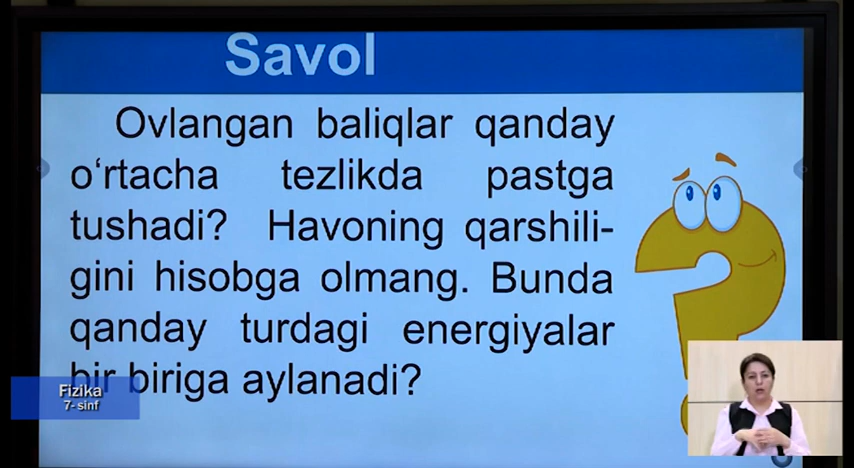 Savol
Ovlangan baliqlar qanday
o‘rtacha tezlikda pastga
tushadi? Havoning qarshili-
gini hisobga olmang. Bunda
qanday turdagi energiyalar
bir biriga aylanadi?
Fizika
7- sinf